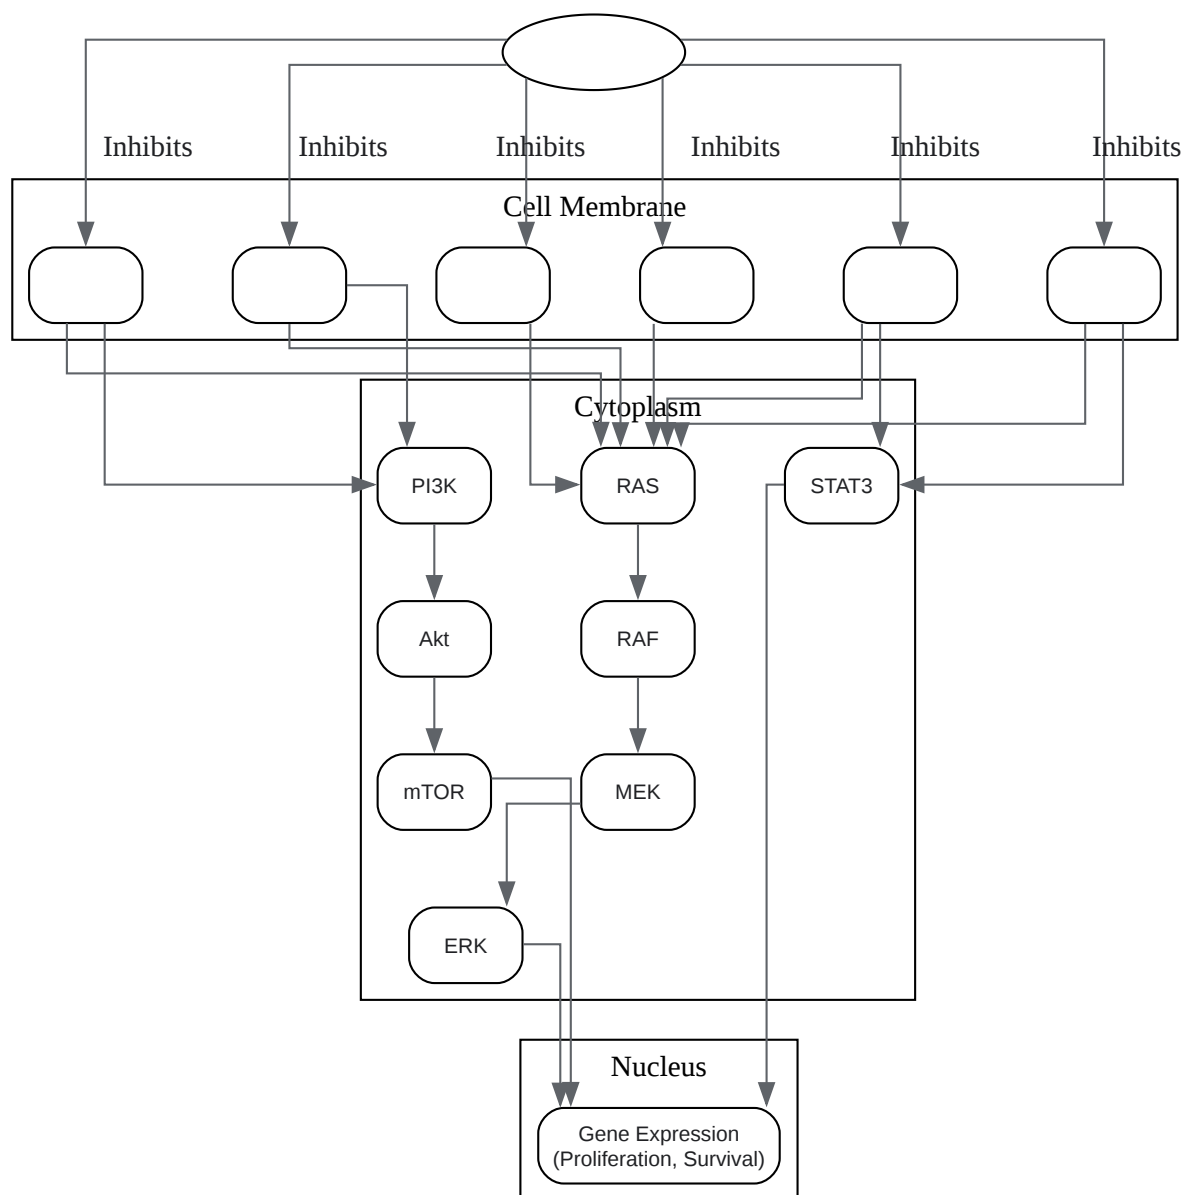 Inhibits Inhibits Inhibits Inhibits Inhibits Inhibits
Cell Membrane
Cytoplasm
PI3K RAS STAT3
Akt RAF
mTOR MEK
ERK
Nucleus
Gene Expression
(Proliferation, Survival)